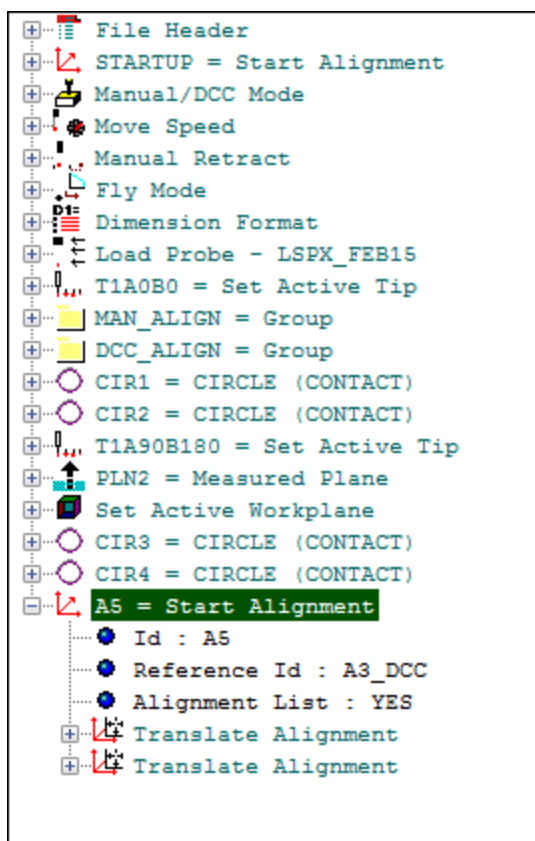 File Header
STARTUP = Start Alignment
Manual/DCC Mode
Move Speed
Manual Retract
Fly Mode
D1= Dimension Format
Load Probe - LSPX_FEB15
T1A0B0 = Set Active Tip
MAN_ALIGN = Group
DCC_ALIGN = Group
CIR1 = CIRCLE (CONTACT)
CIR2 = CIRCLE (CONTACT)
T1A90B180 = Set Active Tip
PLN2 = Measured Plane
Set Active Workplane
CIR3 = CIRCLE (CONTACT)
CIR4 = CIRCLE (CONTACT)
A5 = Start Alignment
Id : A5
Reference Id : A3_DCC
Alignment List : YES
Translate Alignment
Translate Alignment